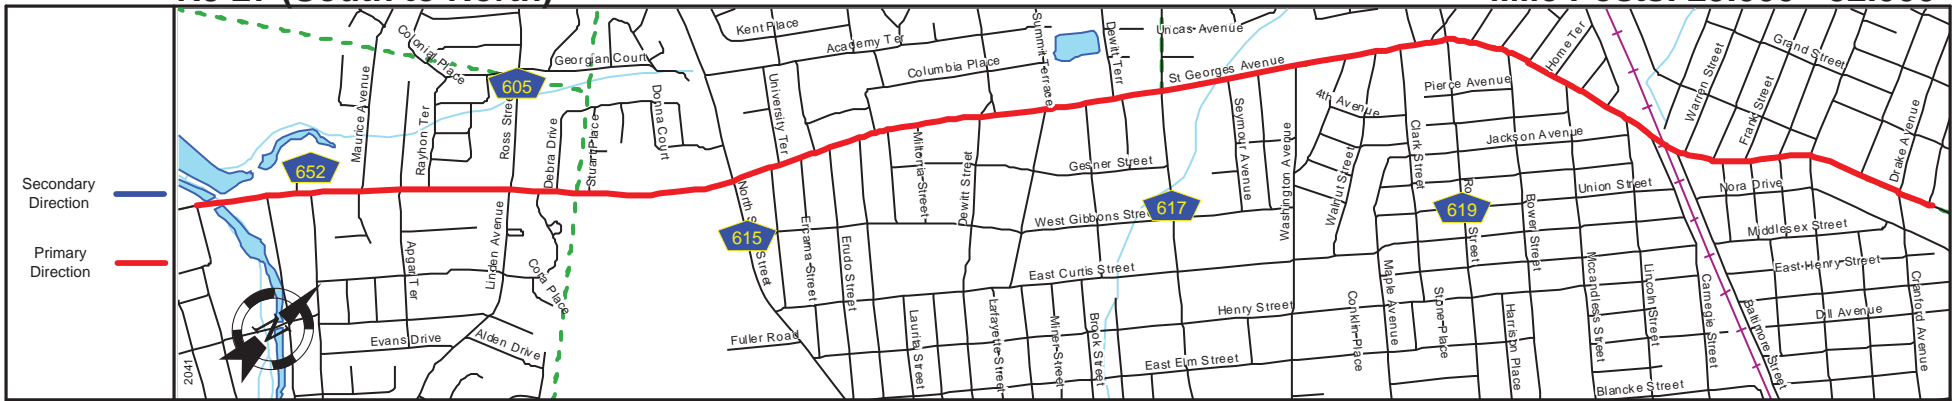 Secondary
Direction
Primary
Direction
Colonial Place
605
Georgian Court
Kent Place
Academy Ter
Columbia Place
Summit Terrace
Dewitt Terr
Uncas Avenue
St Georges Avenue
Home Ter
Warren Street
Grand Street
Frank Street
Drake Avenue
Maurice Avenue
Rayhon Ter
Debra Drive
Stuart Place
Donna Court
University Ter
Milton Street
Dewitt Street
Gesner Street
Seymour Avenue
Washington Avenue
4th Avenue
Walnut Street
Pierce Avenue
Clark Street
Jackson Avenue
Union Street
Nora Drive
652
615
617
619
North Street
Ercama Street
Erudo Street
West Gibbons Street
East Curtis Street
Bower Street
Middlesex Street
East Henry Street
Apgar Ter
Linden Avenue
Cora Place
Evans Drive
Alden Drive
Fuller Road
Laurita Street
Lafayette Street
Miner Street
Brook Street
Henry Street
East Elm Street
Conklin Place
Maple Avenue
Stone Place
Harrison Place
Mccandless Street
Lincoln Street
Carnegie Street
Baltimore Street
Dill Avenue
Cranford Avenue
Blancke Street
2041